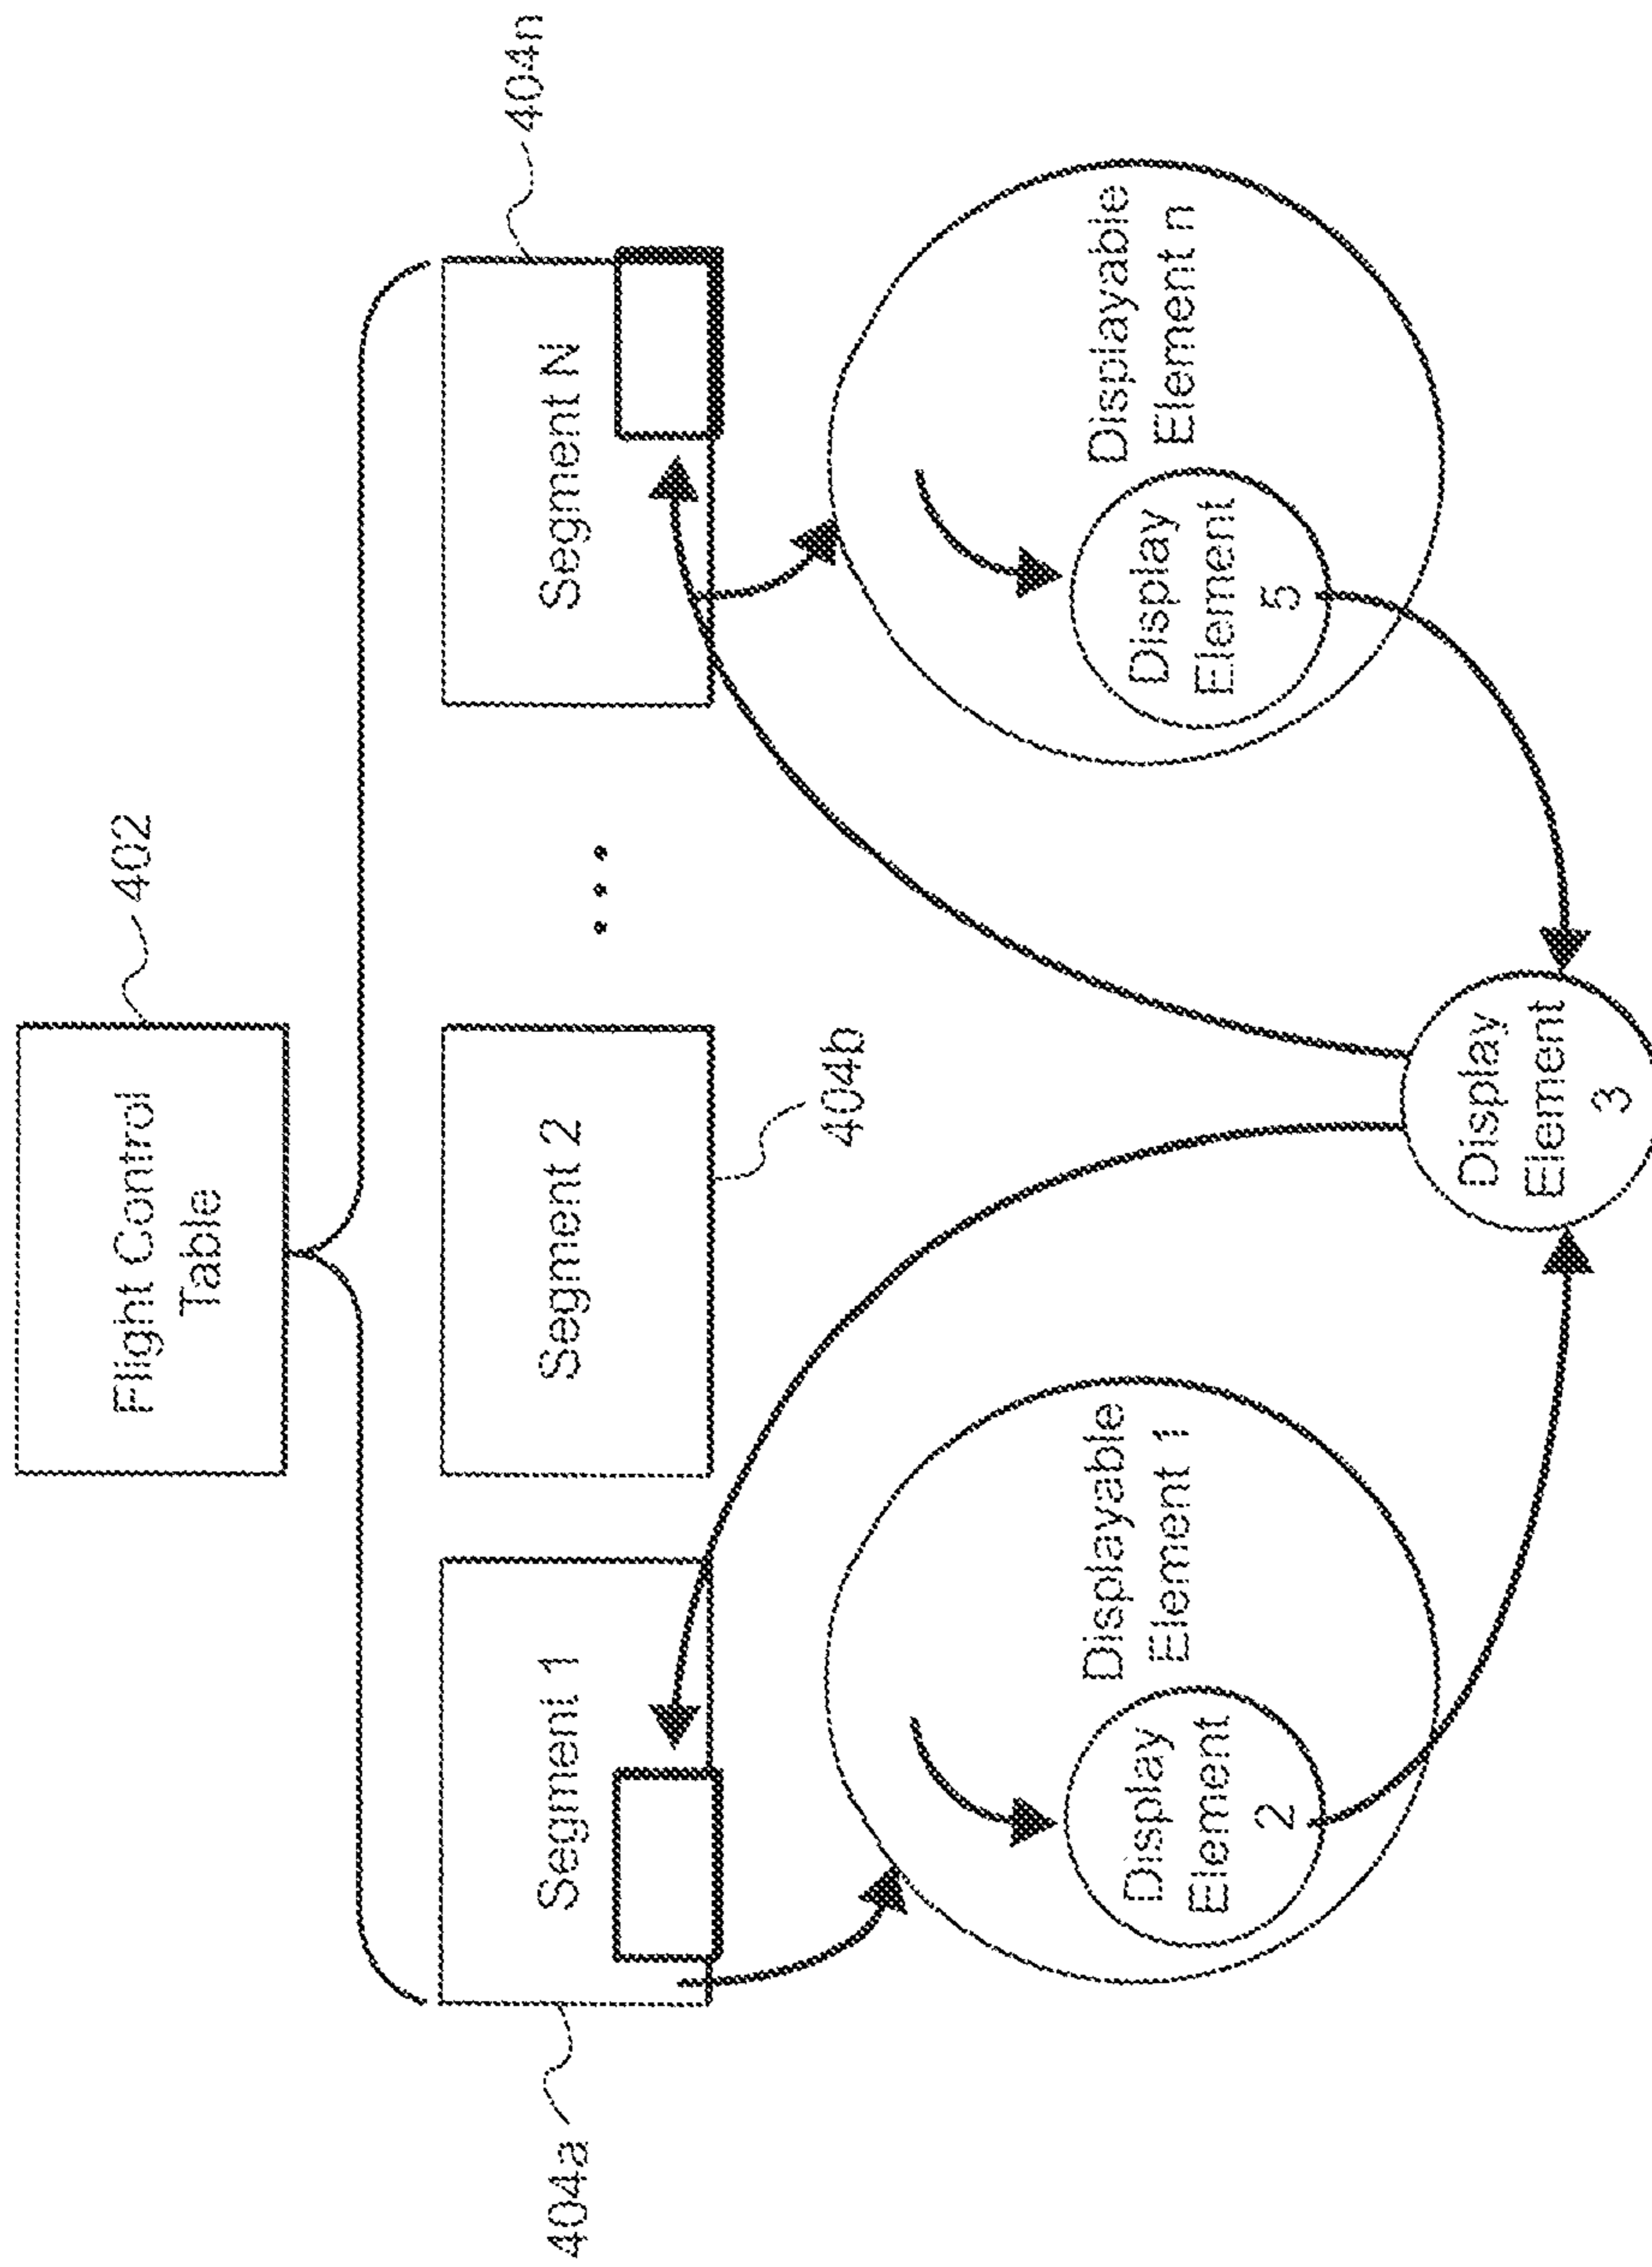 Flight Control
Table
402
404a
Segment 1
Segment 2
404b
Segment N
404n
Displayable
Element 1
Display
Element
2
Displayable
Element n
Display
Element
5
Display
Element
3